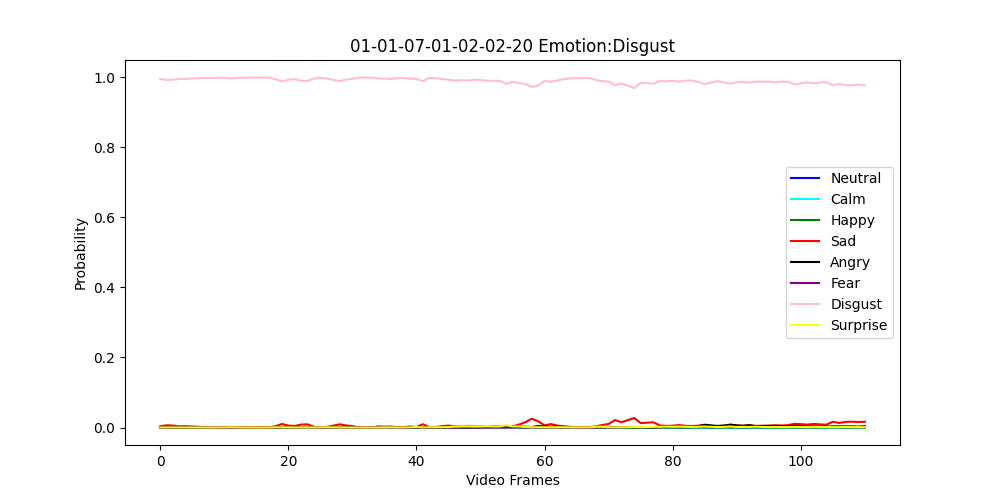 01-01-07-01-02-02-20 Emotion:Disgust
1.0
0.8
0.6
0.4
0.2
0.0
Probability
0 20 40 60 80 100
Video Frames
Neutral
Calm
Happy
Sad
Angry
Fear
Disgust
Surprise